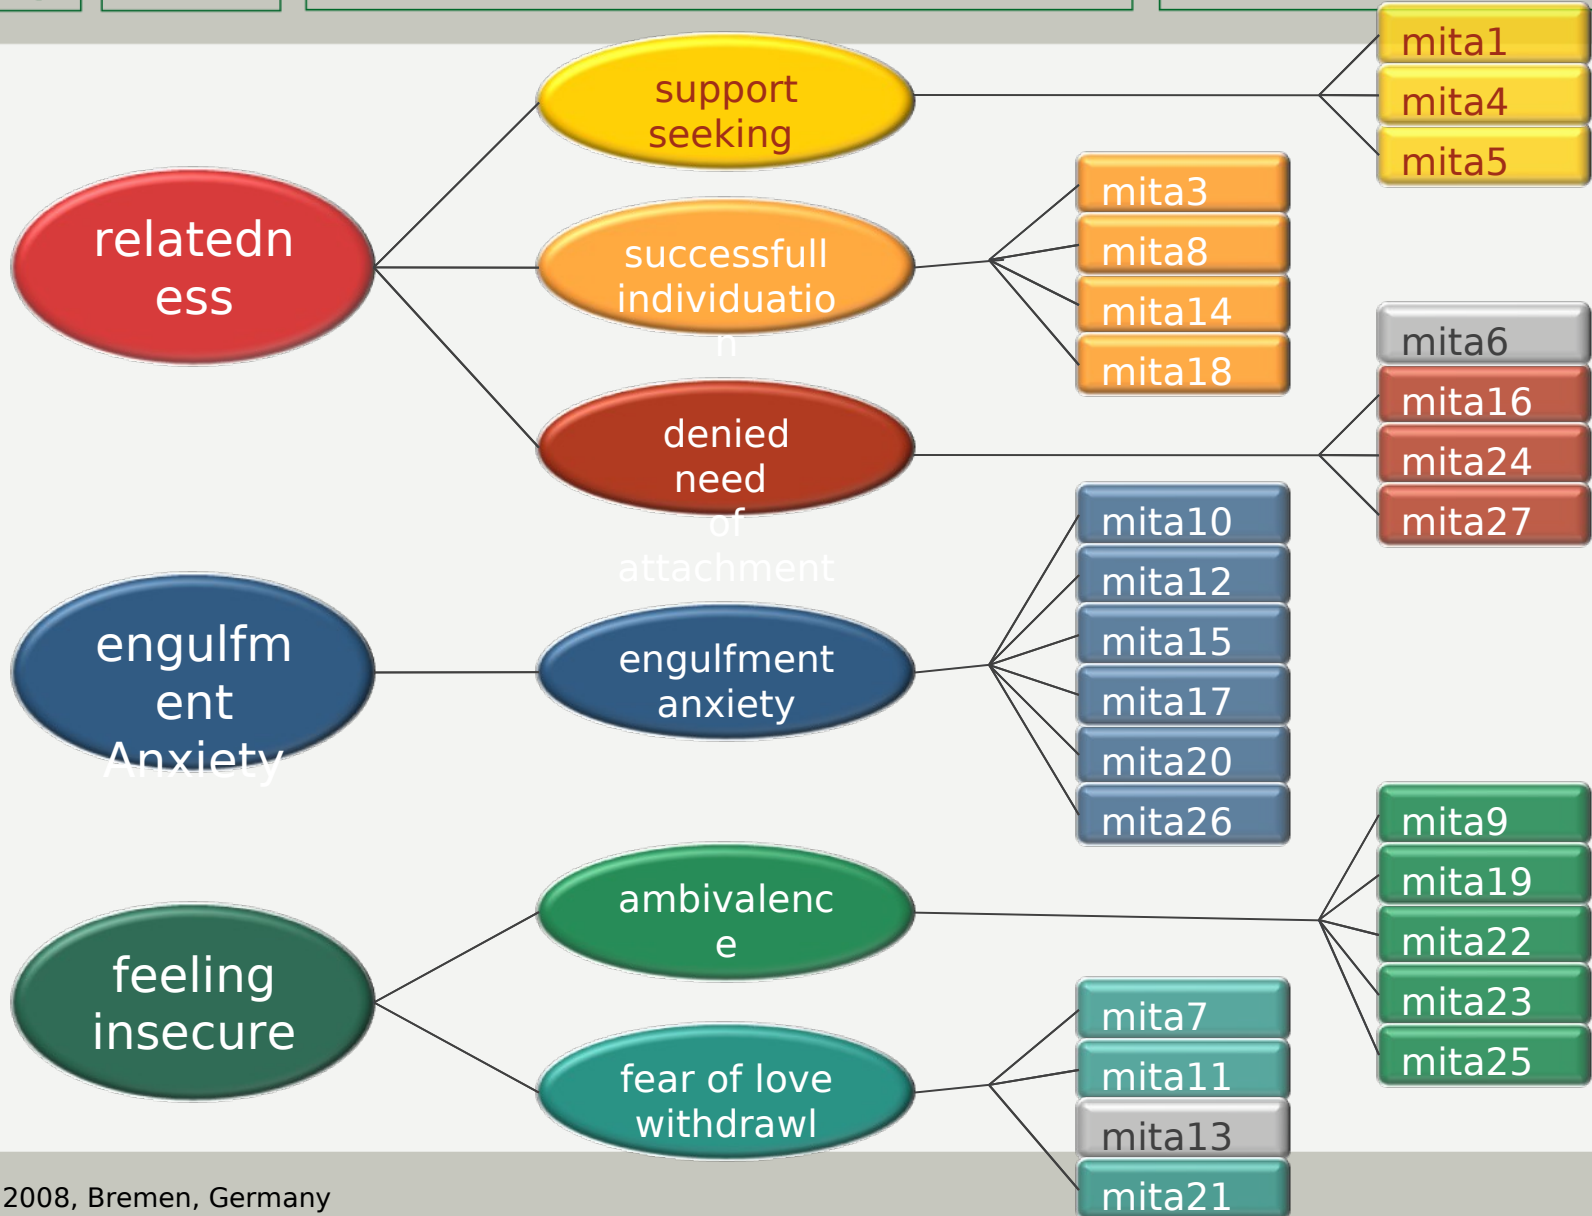 relatedn
ess
support
seeking
mita1
mita4
mita5
successfull
individuatio
n
mita3
mita8
mita14
mita18
denied
need
of
attachment
mita6
mita16
mita24
mita27
engulfm
ent
Anxiety
engulfment
anxiety
mita10
mita12
mita15
mita17
mita20
mita26
feeling
insecure
ambivalenc
e
mita9
mita19
mita22
mita23
mita25
fear of love
withdrawl
mita7
mita11
mita13
mita21
2008, Bremen, Germany